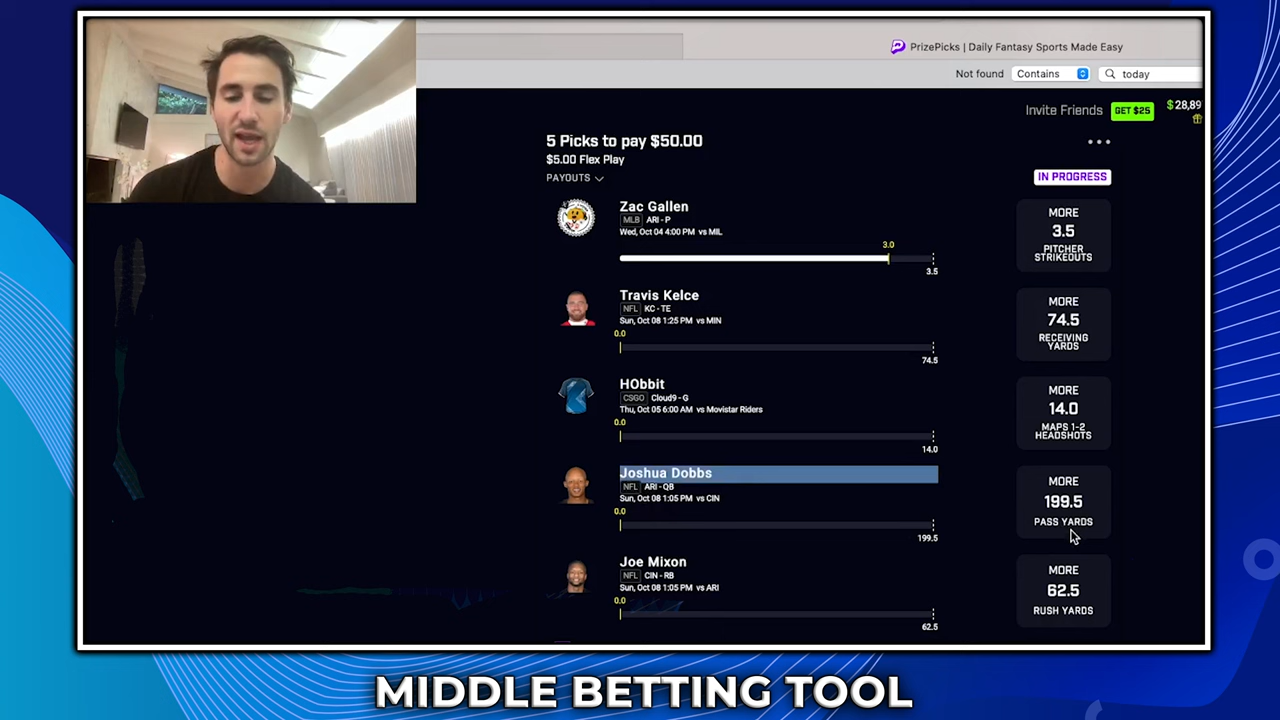 PrizePicks | Daily Fantasy Sports Made Easy
Not found
Contains
today
Invite Friends
GET $25
$28,89
5 Picks to pay $50.00
$5.00 Flex Play
PAYOUTS
IN PROGRESS
Zac Gallen
MLB ARI - P
Wed, Oct 04 4:00 PM vs MIL
3.0
3.5
MORE
3.5
PITCHER
STRIKEOUTS
Travis Kelce
NFL KC - TE
Sun, Oct 08 1:25 PM vs MIN
0.0
74.5
MORE
74.5
RECEIVING
YARDS
HObbit
CSGO Cloud9 - G
Thu, Oct 05 6:00 AM vs Movistar Riders
0.0
14.0
MORE
14.0
MAPS 1-2
HEADSHOTS
Joshua Dobbs
NFL ARI - QB
Sun, Oct 08 1:05 PM vs CIN
0.0
199.5
MORE
199.5
PASS YARDS
Joe Mixon
NFL CIN - RB
Sun, Oct 08 1:05 PM vs ARI
0.0
62.5
MORE
62.5
RUSH YARDS
MIDDLE BETTING TOOL